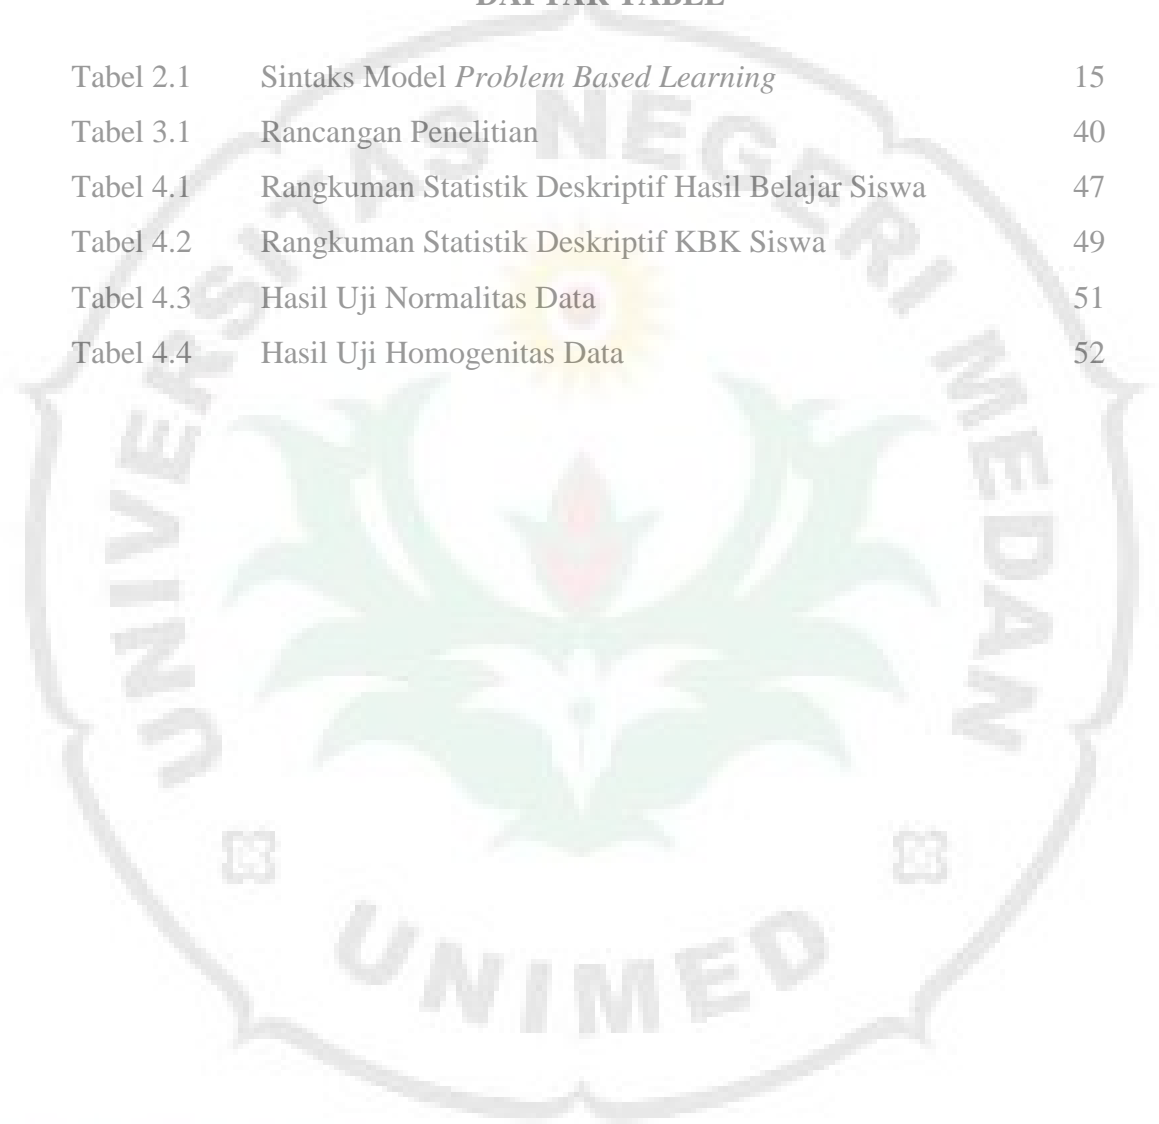 DAFTAR TABEL
Tabel 2.1 Sintaks Model Problem Based Learning 15
Tabel 3.1 Rancangan Penelitian 40
Tabel 4.1 Rangkuman Statistik Deskriptif Hasil Belajar Siswa 47
Tabel 4.2 Rangkuman Statistik Deskriptif KBK Siswa 49
Tabel 4.3 Hasil Uji Normalitas Data 51
Tabel 4.4 Hasil Uji Homogenitas Data 52
UNIVERSITAS NEGERI MEDAN
UNIMED